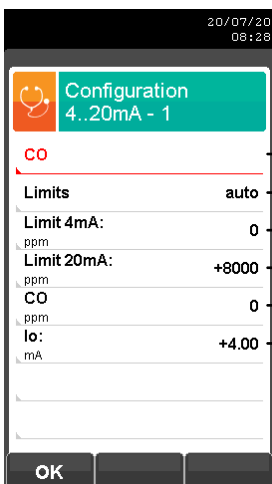 20/07/20
08:28
Configuration
4..20mA - 1
CO
Limits auto
Limit 4mA: 0
ppm
Limit 20mA: +8000
ppm
CO 0
ppm
Io: +4.00
mA
OK